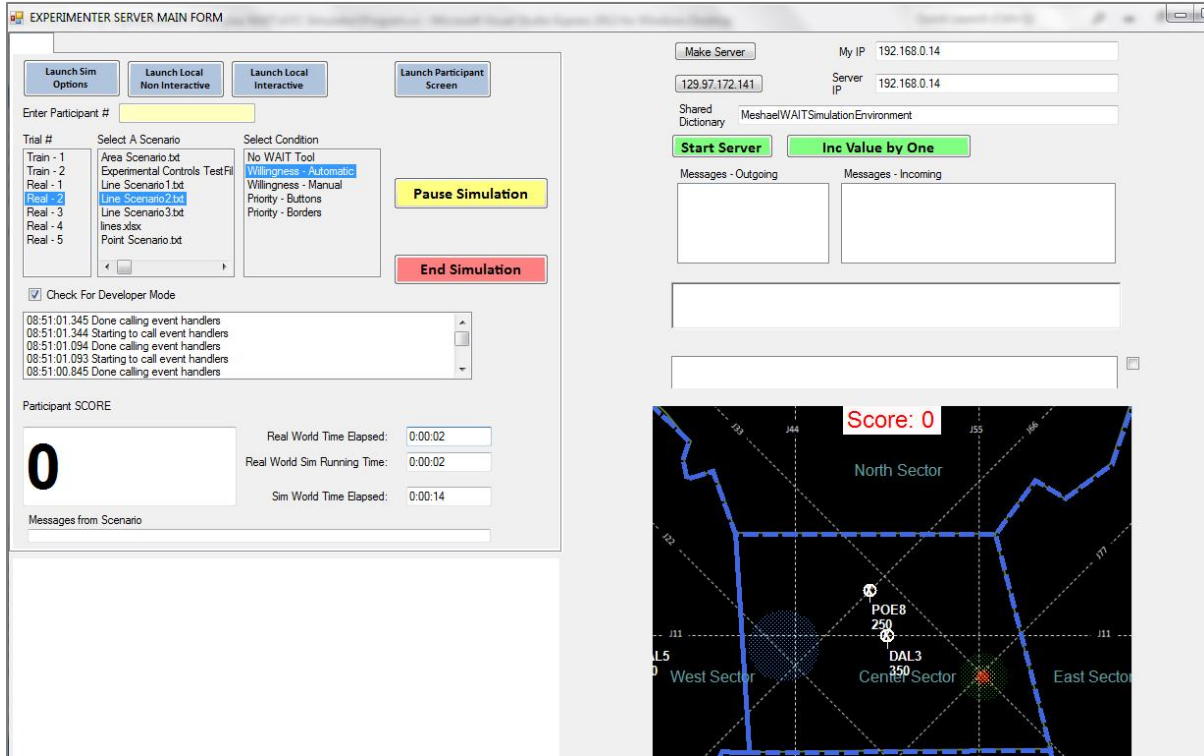 EXPERIMENTER SERVER MAIN FORM
Launch Sim
Options
Launch Local
Non Interactive
Launch Local
Interactive
Launch Participant
Screen
Enter Participant #
Trial #
Select A Scenario
Select Condition
Train - 1
Train - 2
Real - 1
Real - 2
Real - 3
Real - 4
Real - 5
Area Scenario.txt
Experimental Controls TestFil
Line Scenario1.txt
Line Scenario2.txt
Line Scenario3.txt
lines.xlsx
Point Scenario.txt
No WAIT Tool
Willingness - Automatic
Willingness - Manual
Priority - Buttons
Priority - Borders
Pause Simulation
End Simulation
Check For Developer Mode
08:51:01.345 Done calling event handlers
08:51:01.344 Starting to call event handlers
08:51:01.094 Done calling event handlers
08:51:01.093 Starting to call event handlers
08:51:00.845 Done calling event handlers
Participant SCORE
0
Real World Time Elapsed: 0:00:02
Real World Sim Running Time: 0:00:02
Sim World Time Elapsed: 0:00:14
Messages from Scenario
Make Server
My IP 192.168.0.14
129.97.172.141
Server
IP
192.168.0.14
Shared
Dictionary
MeshaelWAITSimulationEnvironment
Start Server
Inc Value by One
Messages - Outgoing
Messages - Incoming
Score: 0
J33
J44
J55
J66
North Sector
J22
J77
POE8
250
J11
J11
DAL3
350
L5
0
West Sector
Center Sector
East Sector